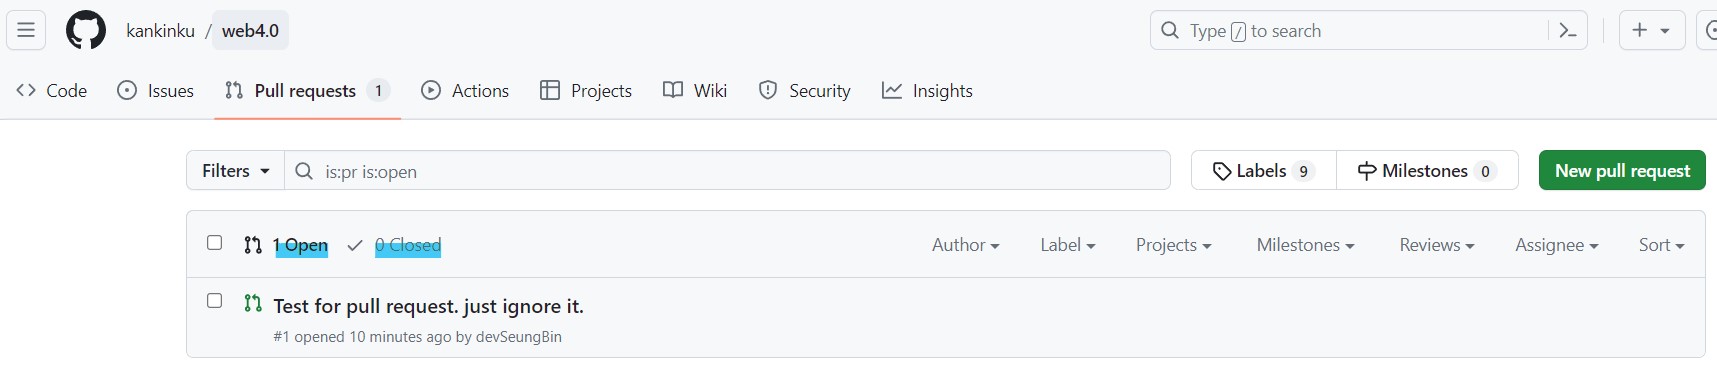 kankinku / web4.0
Type / to search
Code Issues Pull requests 1 Actions Projects Wiki Security Insights
Filters is:pr is:open Labels 9 Milestones 0 New pull request
1 Open 0 Closed Author Label Projects Milestones Reviews Assignee Sort
Test for pull request. just ignore it.
#1 opened 10 minutes ago by devSeungBin